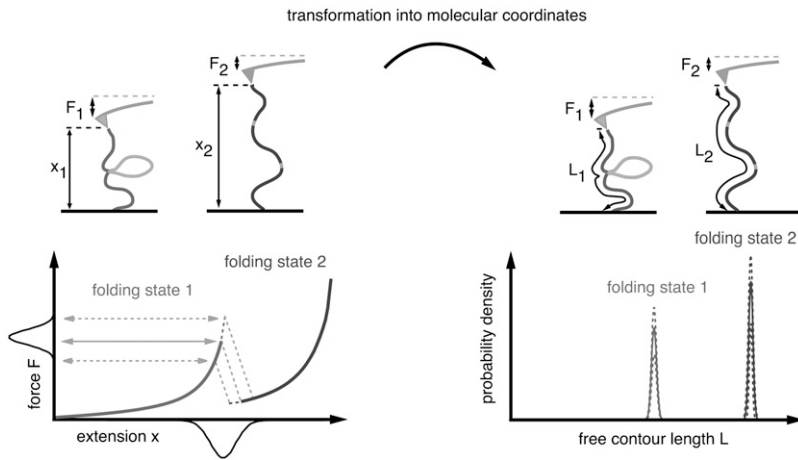 transformation into molecular coordinates
F1
x1
F2
x2
F1
L1
F2
L2
folding state 1
folding state 2
force F
extension x
folding state 1
folding state 2
probability density
free contour length L